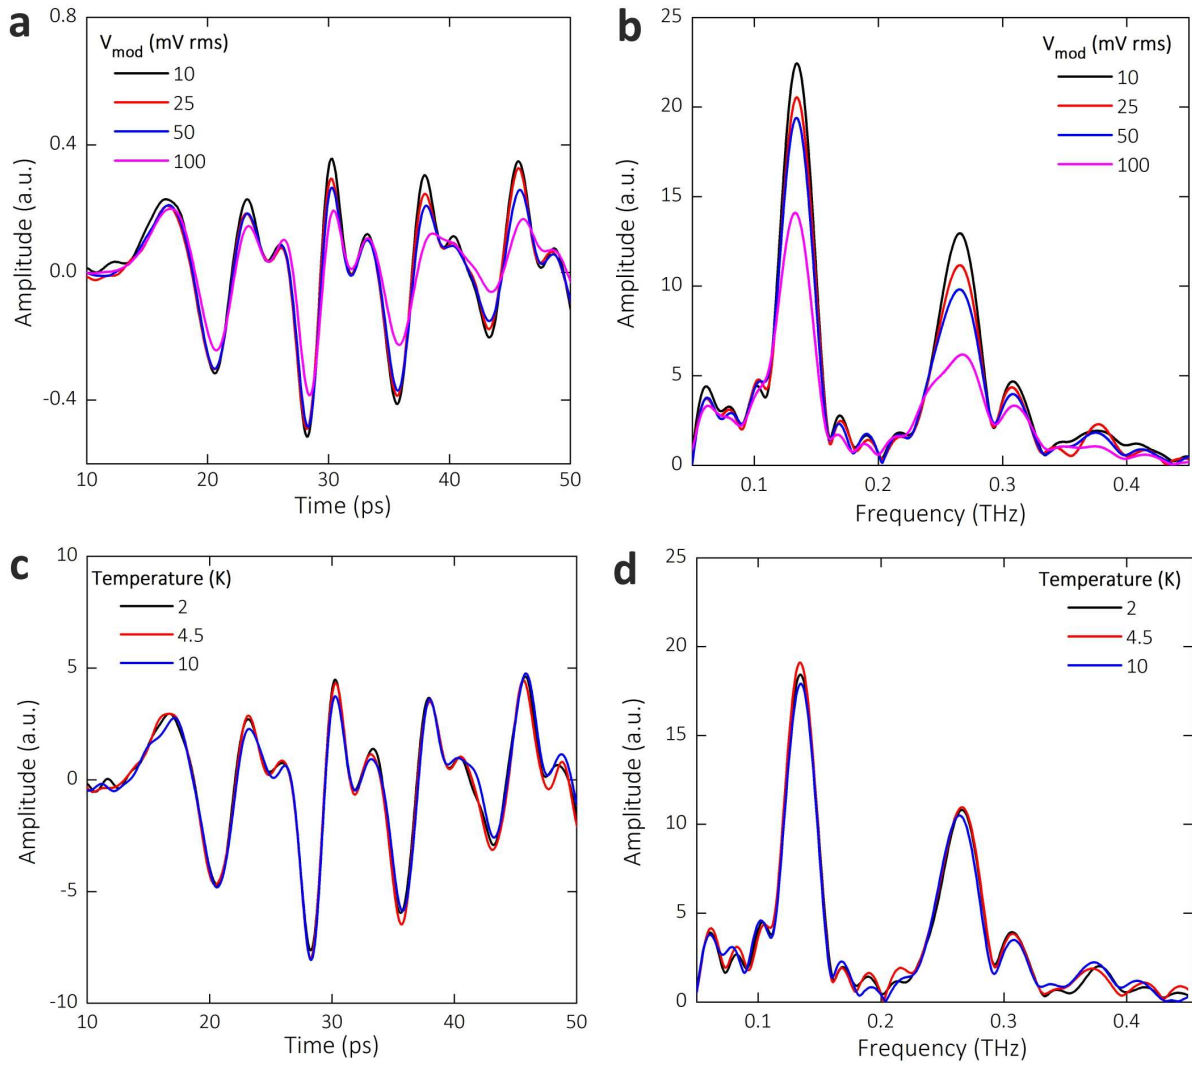 a
0.8
0.4
0.0
-0.4
Amplitude (a.u.)
V_mod (mV rms)
10
25
50
100
10 20 30 40 50
Time (ps)
b
25
20
15
10
5
0
Amplitude (a.u.)
V_mod (mV rms)
10
25
50
100
0.1 0.2 0.3 0.4
Frequency (THz)
c
10
5
0
-5
-10
Amplitude (a.u.)
Temperature (K)
2
4.5
10
10 20 30 40 50
Time (ps)
d
25
20
15
10
5
0
Amplitude (a.u.)
Temperature (K)
2
4.5
10
0.1 0.2 0.3 0.4
Frequency (THz)